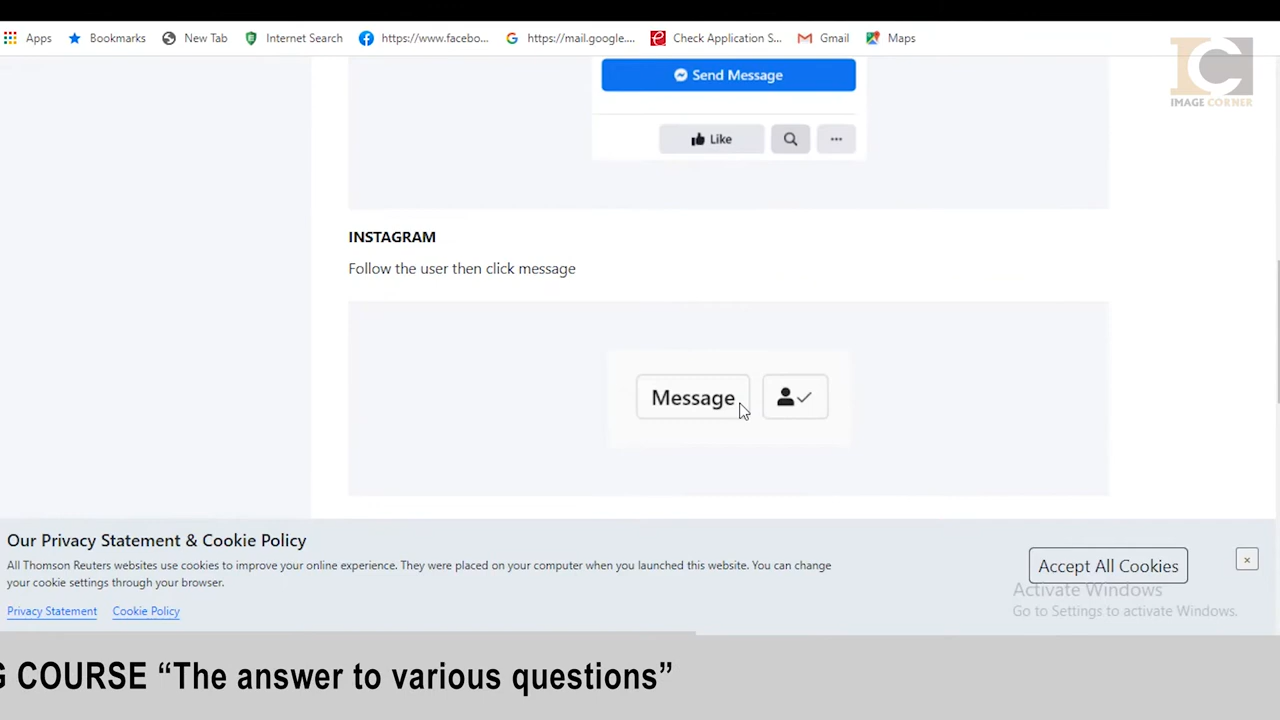 Apps Bookmarks New Tab Internet Search https://www.facebo... https://mail.google.... Check Application S... Gmail Maps
IC
IMAGE CORNER
Send Message
Like
INSTAGRAM
Follow the user then click message
Message
Our Privacy Statement & Cookie Policy
All Thomson Reuters websites use cookies to improve your online experience. They were placed on your computer when you launched this website. You can change
your cookie settings through your browser.
Privacy Statement Cookie Policy
Accept All Cookies
Activate Windows
Go to Settings to activate Windows.
G COURSE “The answer to various questions”